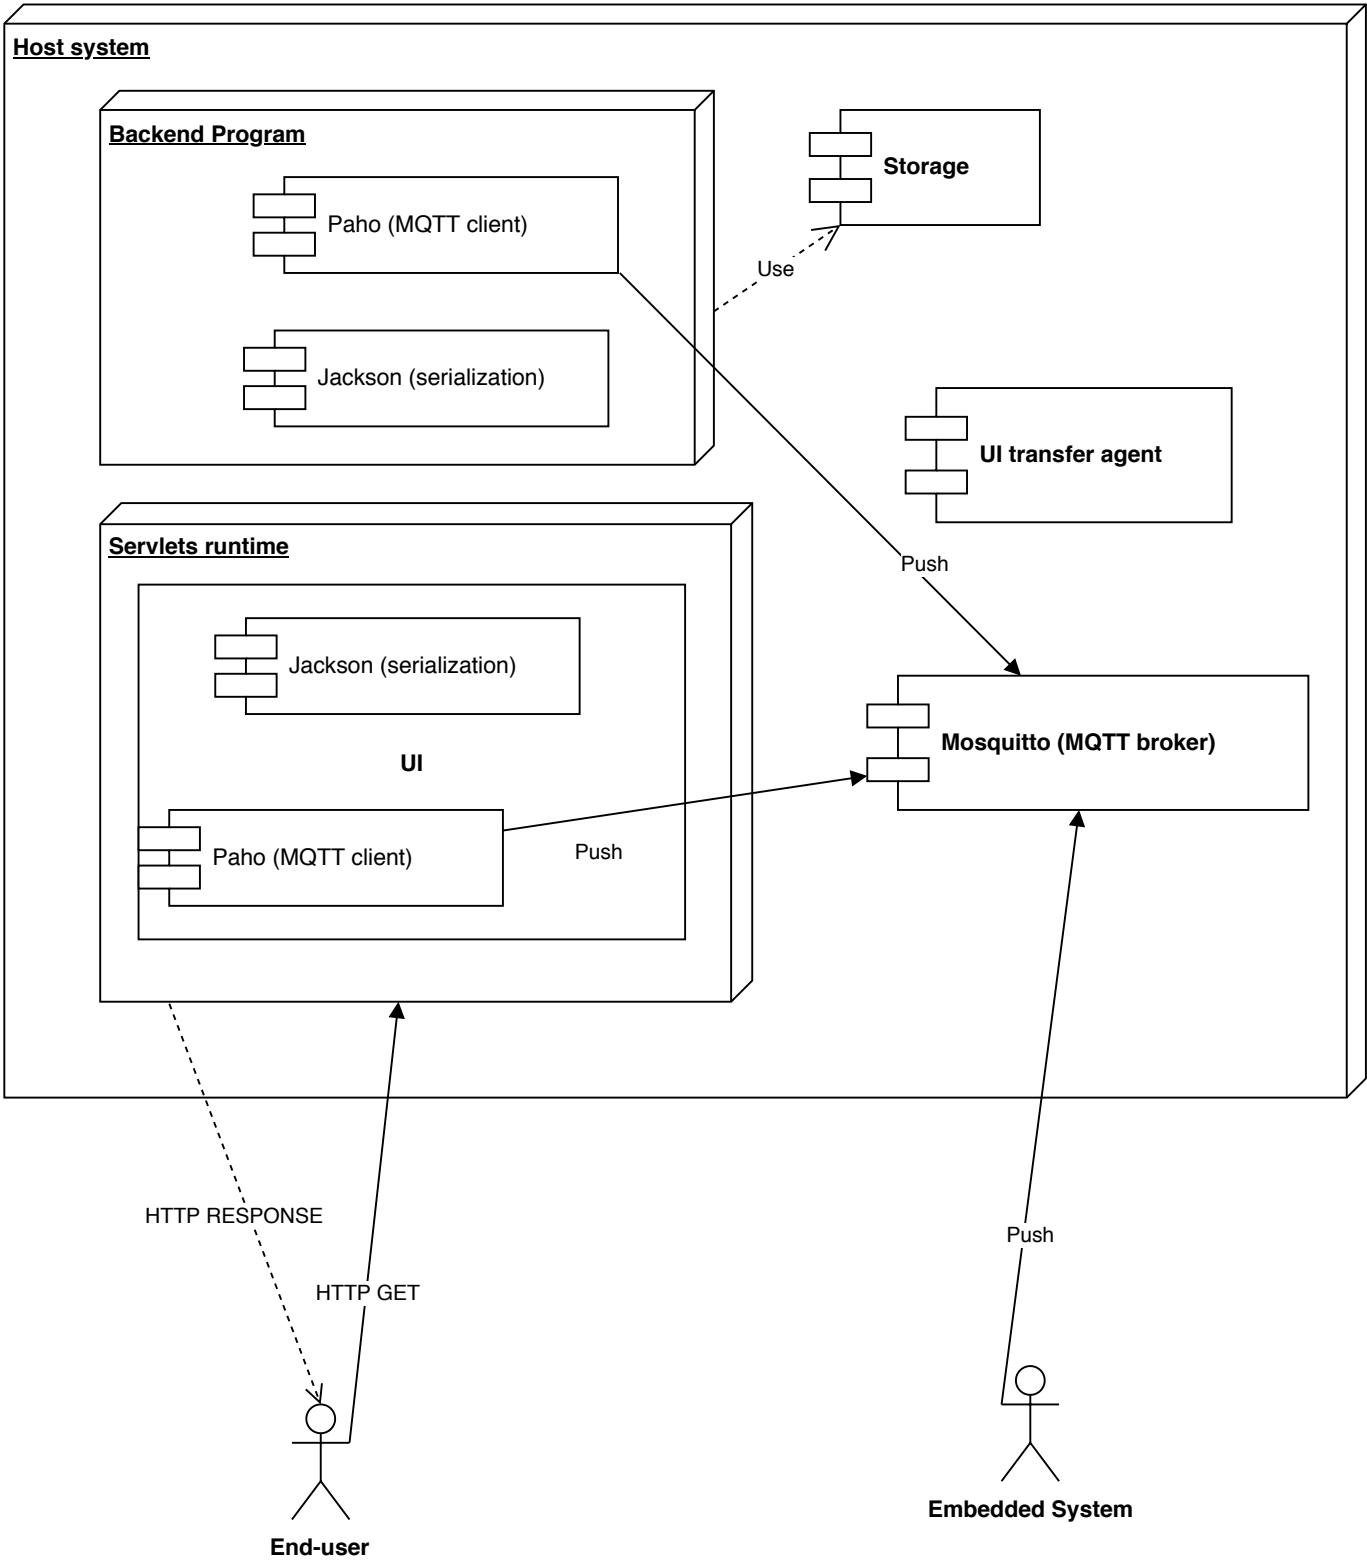 Host system
Backend Program
Storage
Paho (MQTT client)
Use
Jackson (serialization)
UI transfer agent
Servlets runtime
Push
Jackson (serialization)
Mosquitto (MQTT broker)
UI
Push
Paho (MQTT client)
HTTP RESPONSE
Push
HTTP GET
Embedded System
End-user